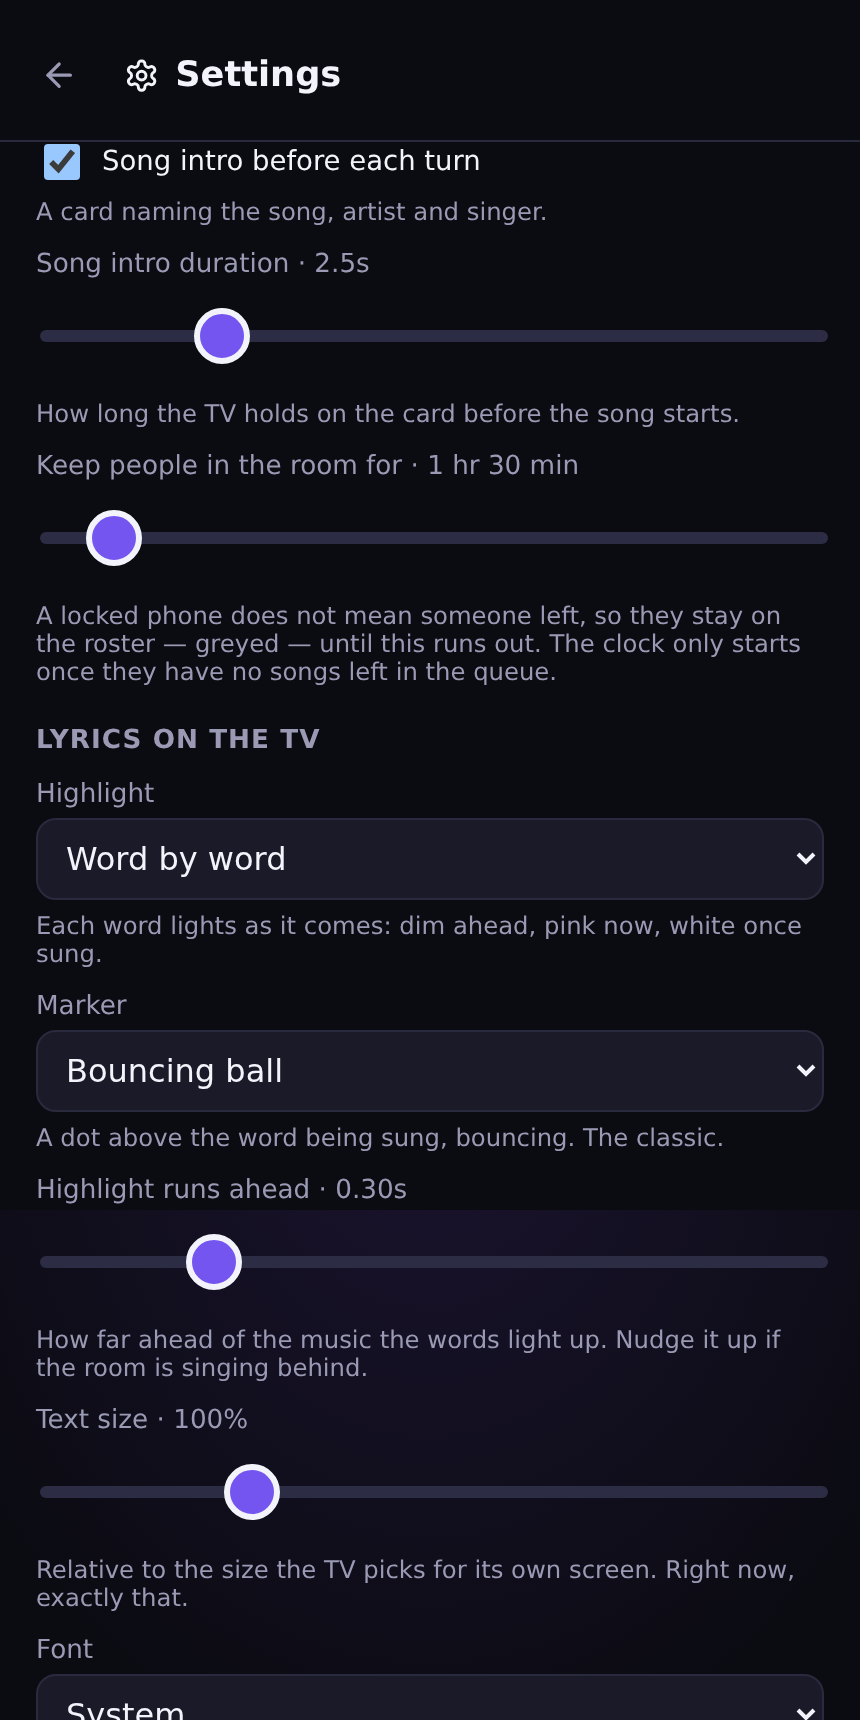 Settings
Song intro before each turn
A card naming the song, artist and singer.
Song intro duration · 2.5s
How long the TV holds on the card before the song starts.
Keep people in the room for · 1 hr 30 min
A locked phone does not mean someone left, so they stay on
the roster — greyed — until this runs out. The clock only starts
once they have no songs left in the queue.
LYRICS ON THE TV
Highlight
Word by word
Each word lights as it comes: dim ahead, pink now, white once
sung.
Marker
Bouncing ball
A dot above the word being sung, bouncing. The classic.
Highlight runs ahead · 0.30s
How far ahead of the music the words light up. Nudge it up if
the room is singing behind.
Text size · 100%
Relative to the size the TV picks for its own screen. Right now,
exactly that.
Font
System